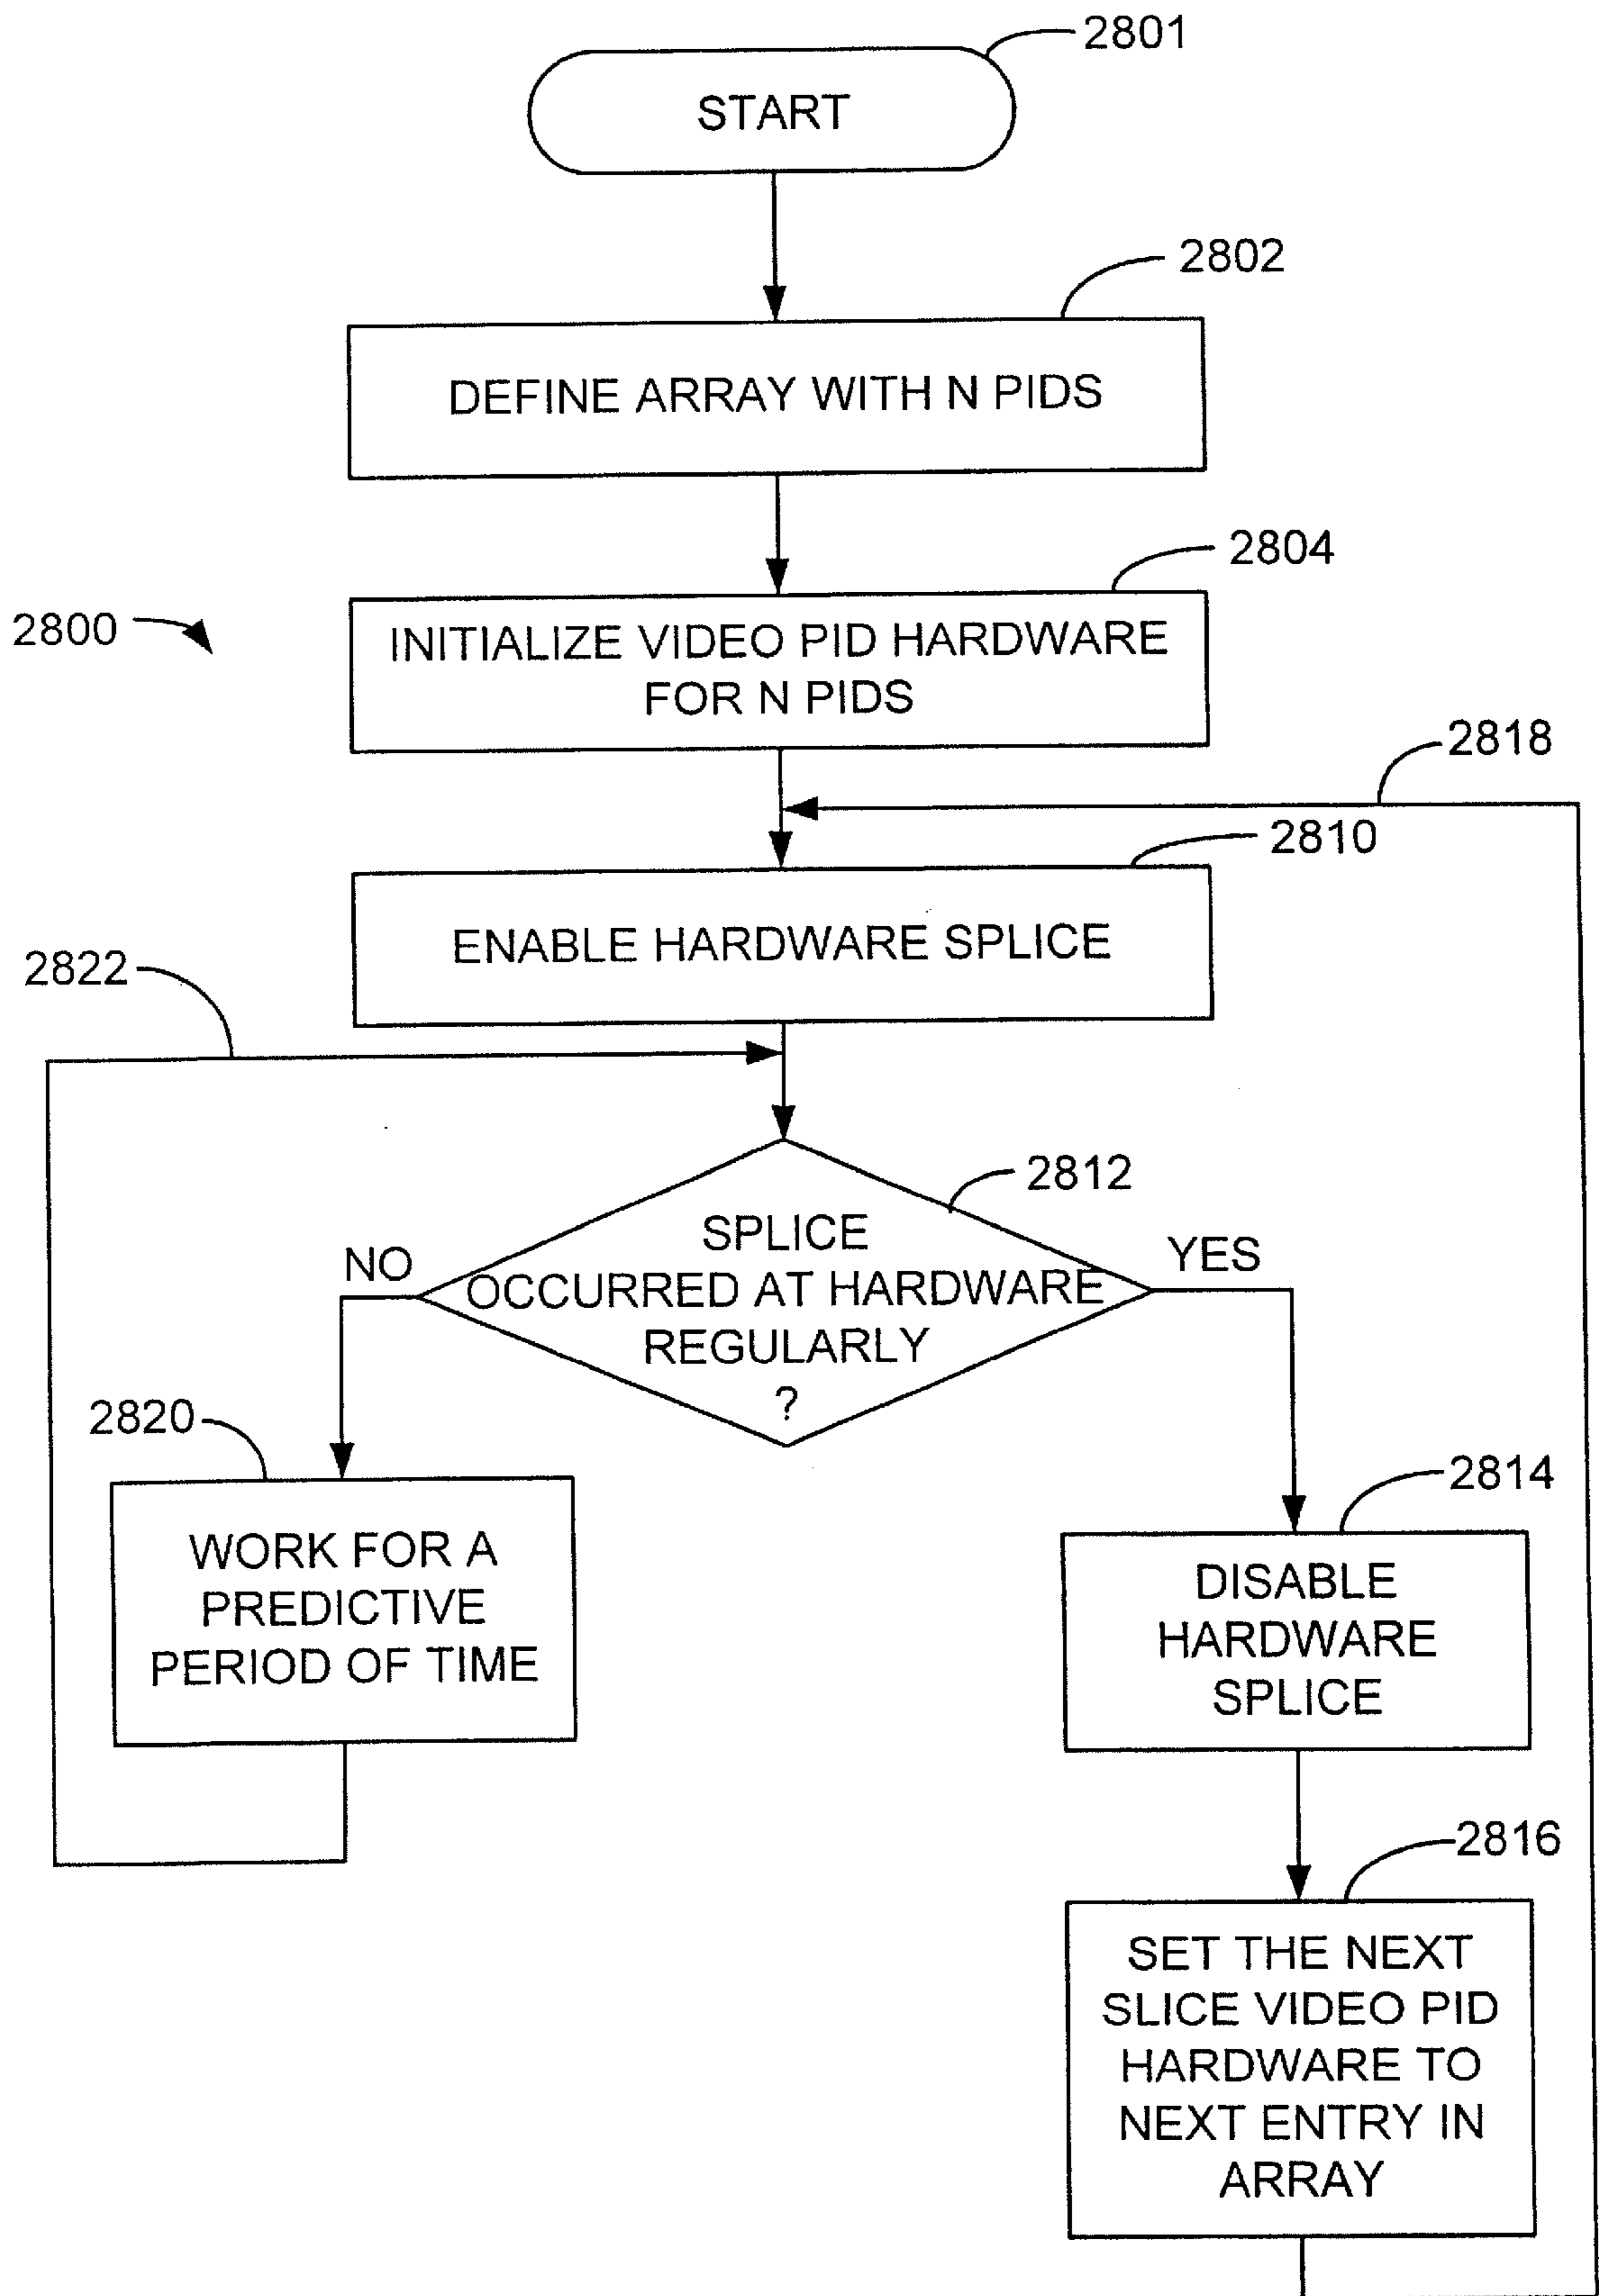 2801
START
2802
DEFINE ARRAY WITH N PIDS
2804
2800
INITIALIZE VIDEO PID HARDWARE
FOR N PIDS
2818
2810
ENABLE HARDWARE SPLICE
2822
2812
SPLICE
OCCURRED AT HARDWARE
REGULARLY
?
NO
YES
2820
WORK FOR A
PREDICTIVE
PERIOD OF TIME
2814
DISABLE
HARDWARE
SPLICE
2816
SET THE NEXT
SLICE VIDEO PID
HARDWARE TO
NEXT ENTRY IN
ARRAY